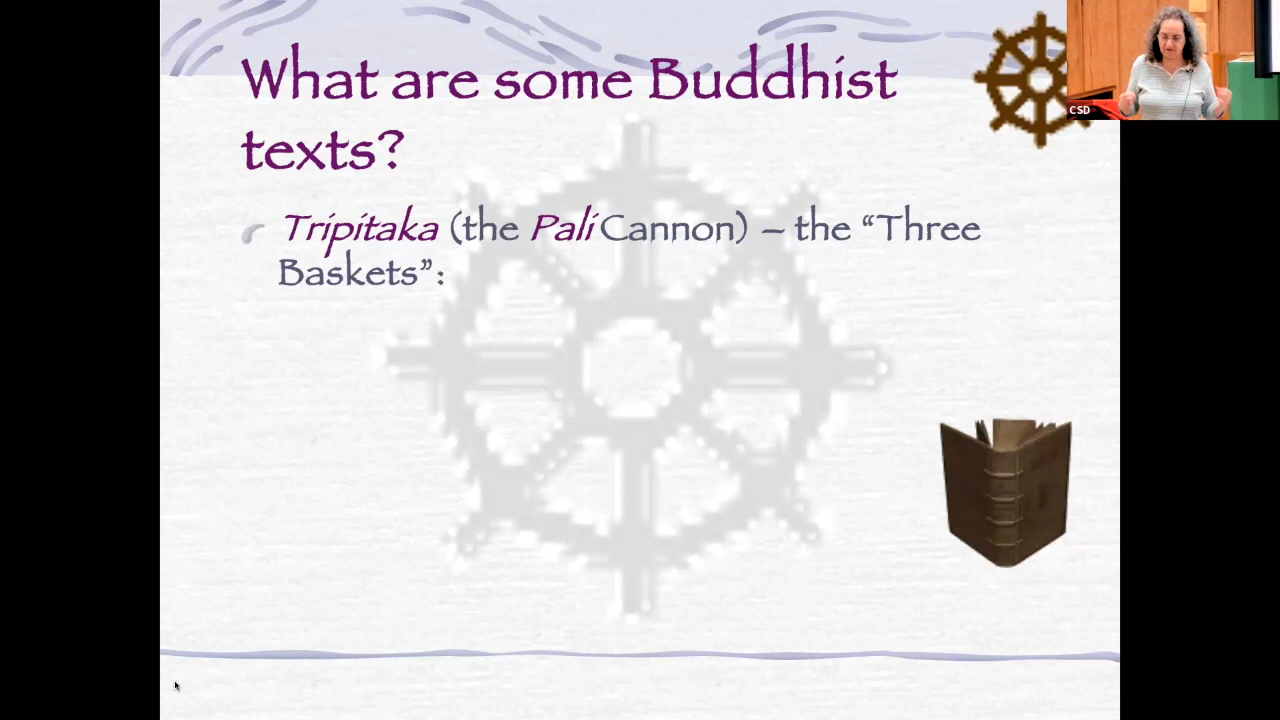 What are some Buddhist
texts?
Tripitaka (the Pali Cannon) – the “Three
Baskets”:
CSD